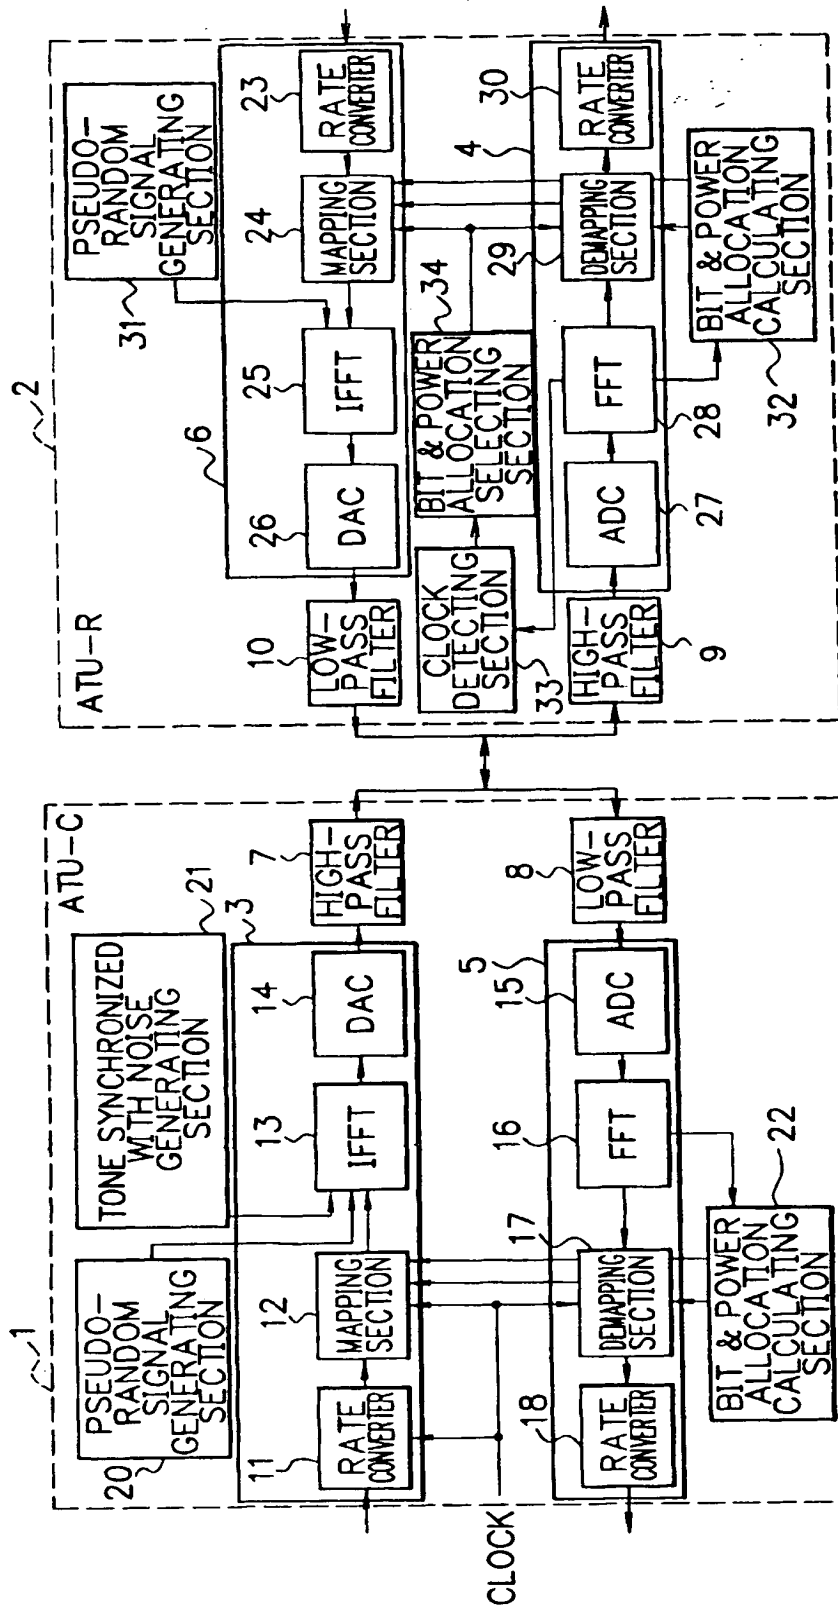 1
ATU-C
PSEUDO-
RANDOM
SIGNAL
GENERATING
SECTION
20
TONE SYNCHRONIZED
WITH NOISE
GENERATING
SECTION
21
3
11
RATE
CONVERTER
12
MAPPING
SECTION
13
IFFT
14
DAC
7
HIGH-
PASS
FILTER
CLOCK
18
RATE
CONVERTER
17
DEMAPPING
SECTION
16
FFT
5
15
ADC
8
LOW-
PASS
FILTER
BIT & POWER
ALLOCATION
CALCULATING
SECTION
22
2
ATU-R
PSEUDO-
RANDOM
SIGNAL
GENERATING
SECTION
31
6
10
LOW-
PASS
FILTER
26
DAC
25
IFFT
24
MAPPING
SECTION
23
RATE
CONVERTER
CLOCK
DETECTING
SECTION
33
BIT & POWER
ALLOCATION
SELECTING
SECTION
34
4
HIGH-
PASS
FILTER
9
ADC
27
FFT
28
29
DEMAPPING
SECTION
30
RATE
CONVERTER
BIT & POWER
ALLOCATION
CALCULATING
SECTION
32